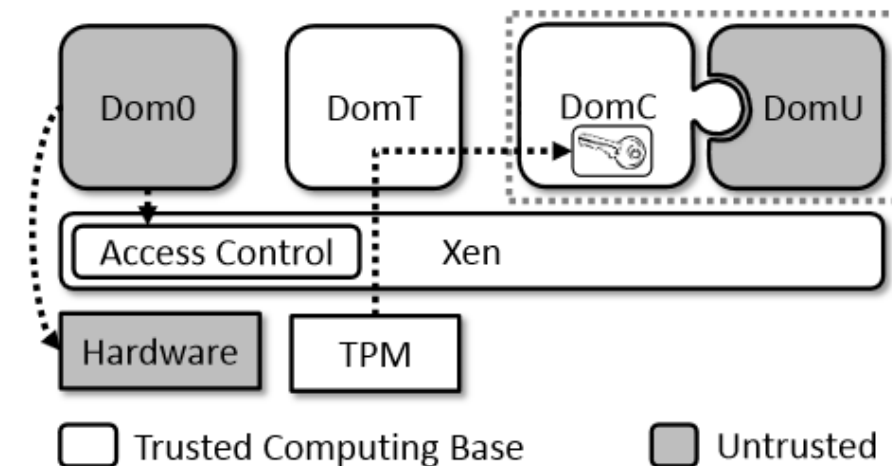 Dom0 DomT DomC DomU
Access Control Xen
Hardware TPM
Trusted Computing Base Untrusted